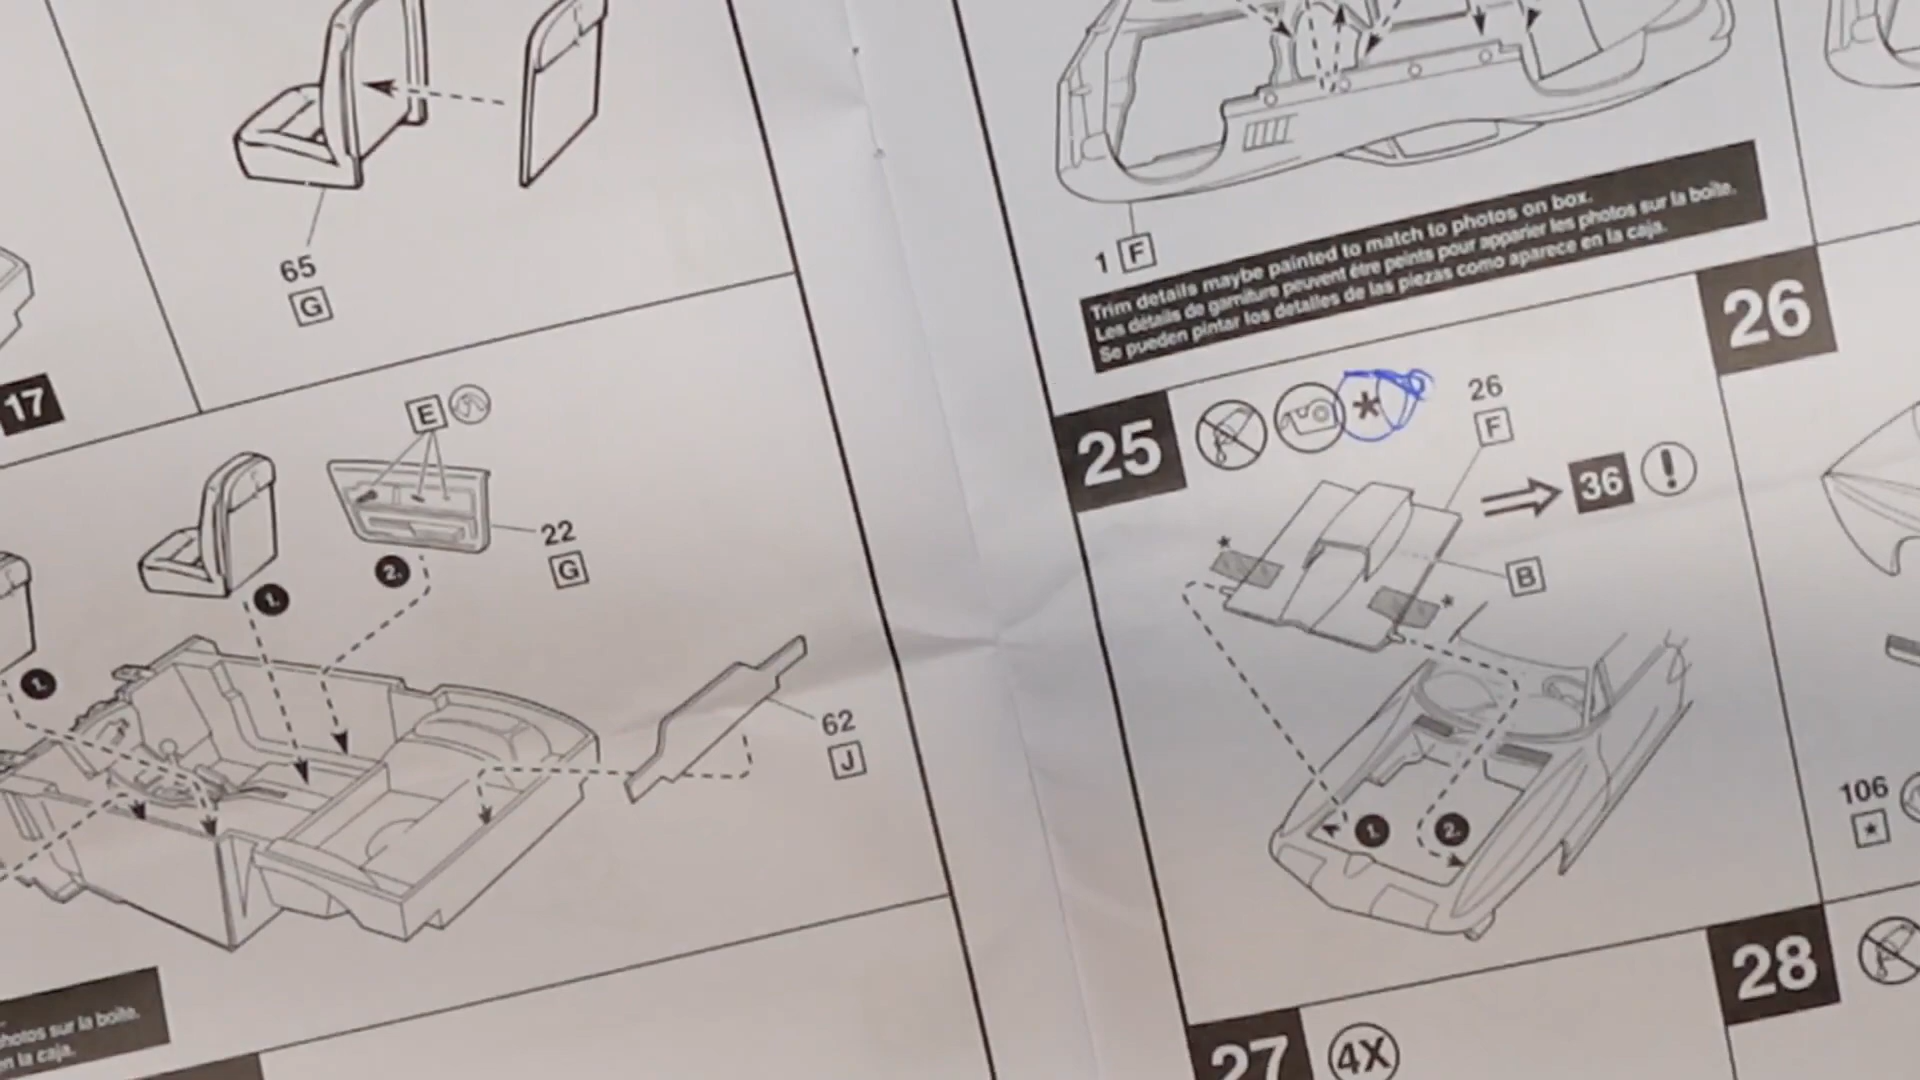 65
G
17
E
1.
2.
22
G
1.
62
J
photos sur la boîte.
en la caja.
1 F
Trim details maybe painted to match to photos on box.
Les détails de garniture peuvent être peints pour apparier les photos sur la boîte.
Se pueden pintar los detalles de las piezas como aparece en la caja.
25
*
26
F
36
!
*
B
*
1.
2.
26
106
28
27
4X